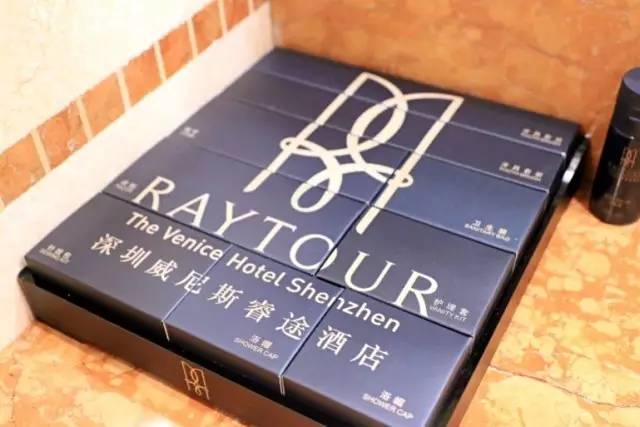 RAYTOUR
The Venice Hotel Shenzhen
深圳威尼斯睿途酒店
卫生袋
SANITARY BAG
护理套
VANITY KIT
浴帽
SHOWER CAP
浴帽
SHOWER CAP